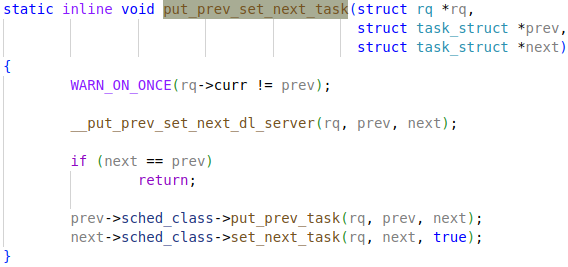 static inline void put_prev_set_next_task(struct rq *rq,
                                          struct task_struct *prev,
                                          struct task_struct *next)
{
        WARN_ON_ONCE(rq->curr != prev);

        __put_prev_set_next_dl_server(rq, prev, next);

        if (next == prev)
                return;

        prev->sched_class->put_prev_task(rq, prev, next);
        next->sched_class->set_next_task(rq, next, true);
}